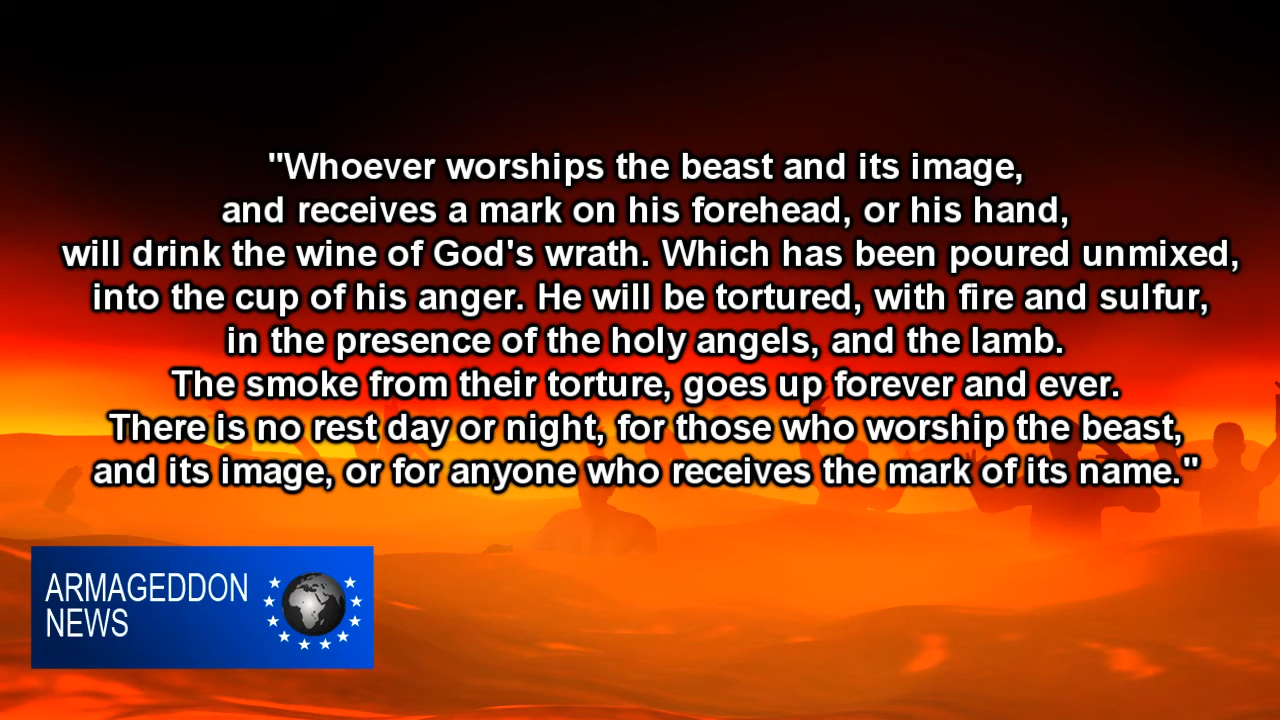 "Whoever worships the beast and its image,
and receives a mark on his forehead, or his hand,
will drink the wine of God's wrath. Which has been poured unmixed,
into the cup of his anger. He will be tortured, with fire and sulfur,
in the presence of the holy angels, and the lamb.
The smoke from their torture, goes up forever and ever.
There is no rest day or night, for those who worship the beast,
and its image, or for anyone who receives the mark of its name."
ARMAGEDDON
NEWS